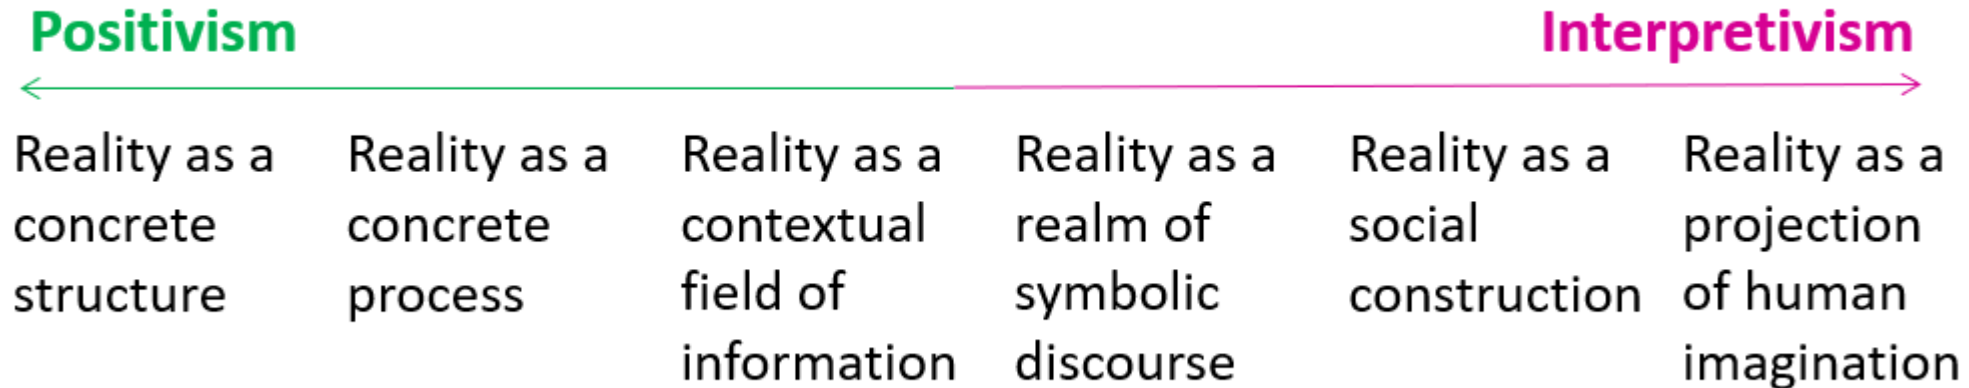 Positivism
Interpretivism
Reality as a
concrete
structure
Reality as a
concrete
process
Reality as a
contextual
field of
information
Reality as a
realm of
symbolic
discourse
Reality as a
social
construction
Reality as a
projection
of human
imagination